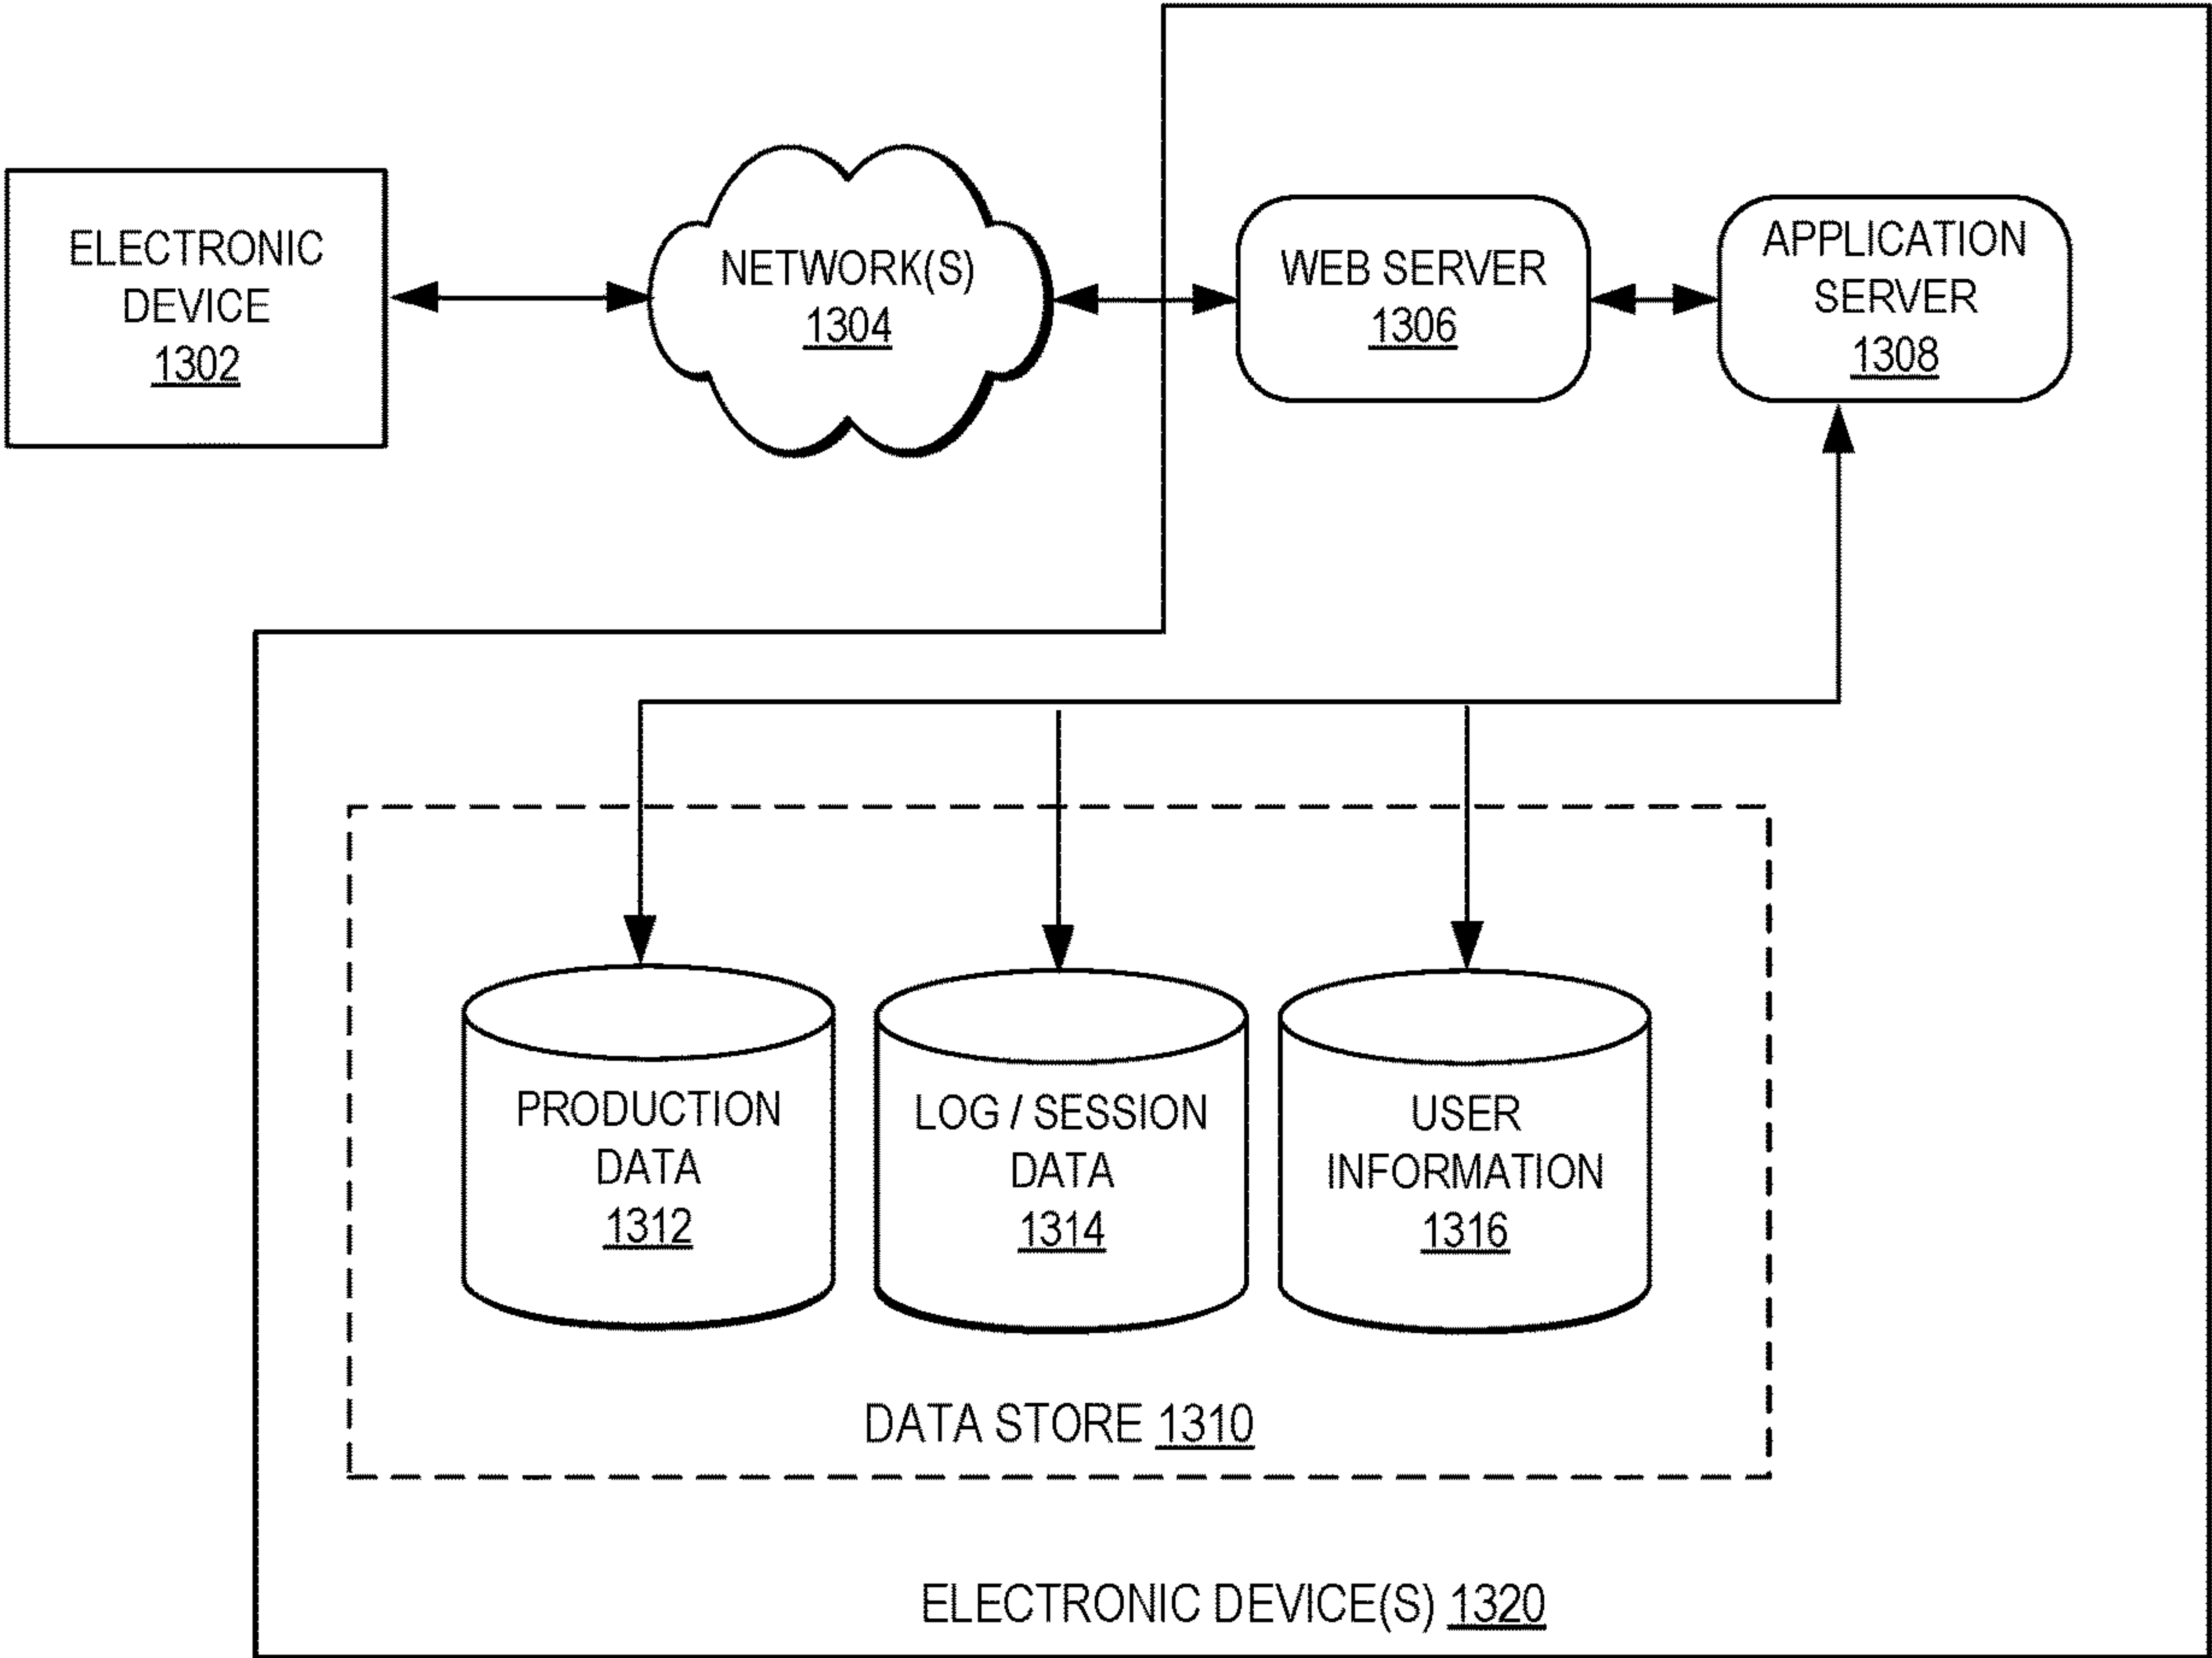 ELECTRONIC
DEVICE
1302
NETWORK(S)
1304
WEB SERVER
1306
APPLICATION
SERVER
1308
PRODUCTION
DATA
1312
LOG / SESSION
DATA
1314
USER
INFORMATION
1316
DATA STORE 1310
ELECTRONIC DEVICE(S) 1320